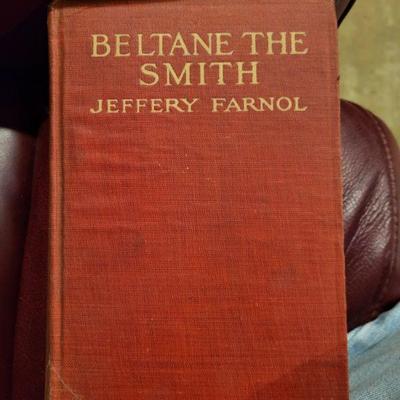 BELTANE THE
SMITH
JEFFERY FARNOL